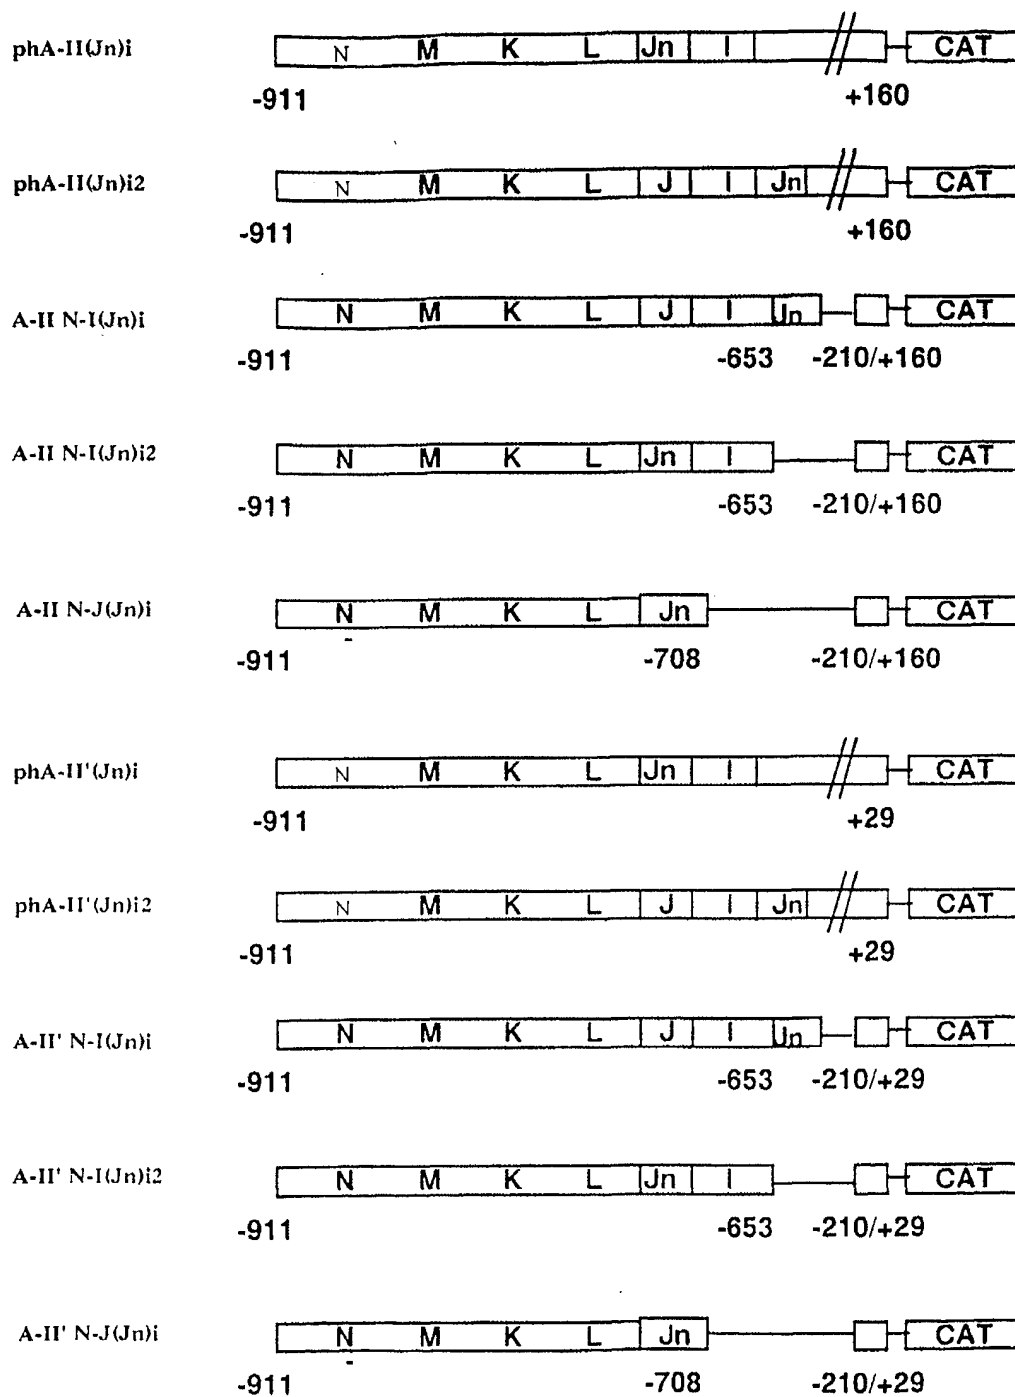 phA-II(Jn)i N M K L Jn I CAT
-911 +160
phA-II(Jn)i2 N M K L J I Jn CAT
-911 +160
A-II N-I(Jn)i N M K L J I Jn CAT
-911 -653 -210/+160
A-II N-I(Jn)i2 N M K L Jn I CAT
-911 -653 -210/+160
A-II N-J(Jn)i N M K L Jn CAT
-911 -708 -210/+160
phA-II'(Jn)i N M K L Jn I CAT
-911 +29
phA-II'(Jn)i2 N M K L J I Jn CAT
-911 +29
A-II' N-I(Jn)i N M K L J I Jn CAT
-911 -653 -210/+29
A-II' N-I(Jn)i2 N M K L Jn I CAT
-911 -653 -210/+29
A-II' N-J(Jn)i N M K L Jn CAT
-911 -708 -210/+29